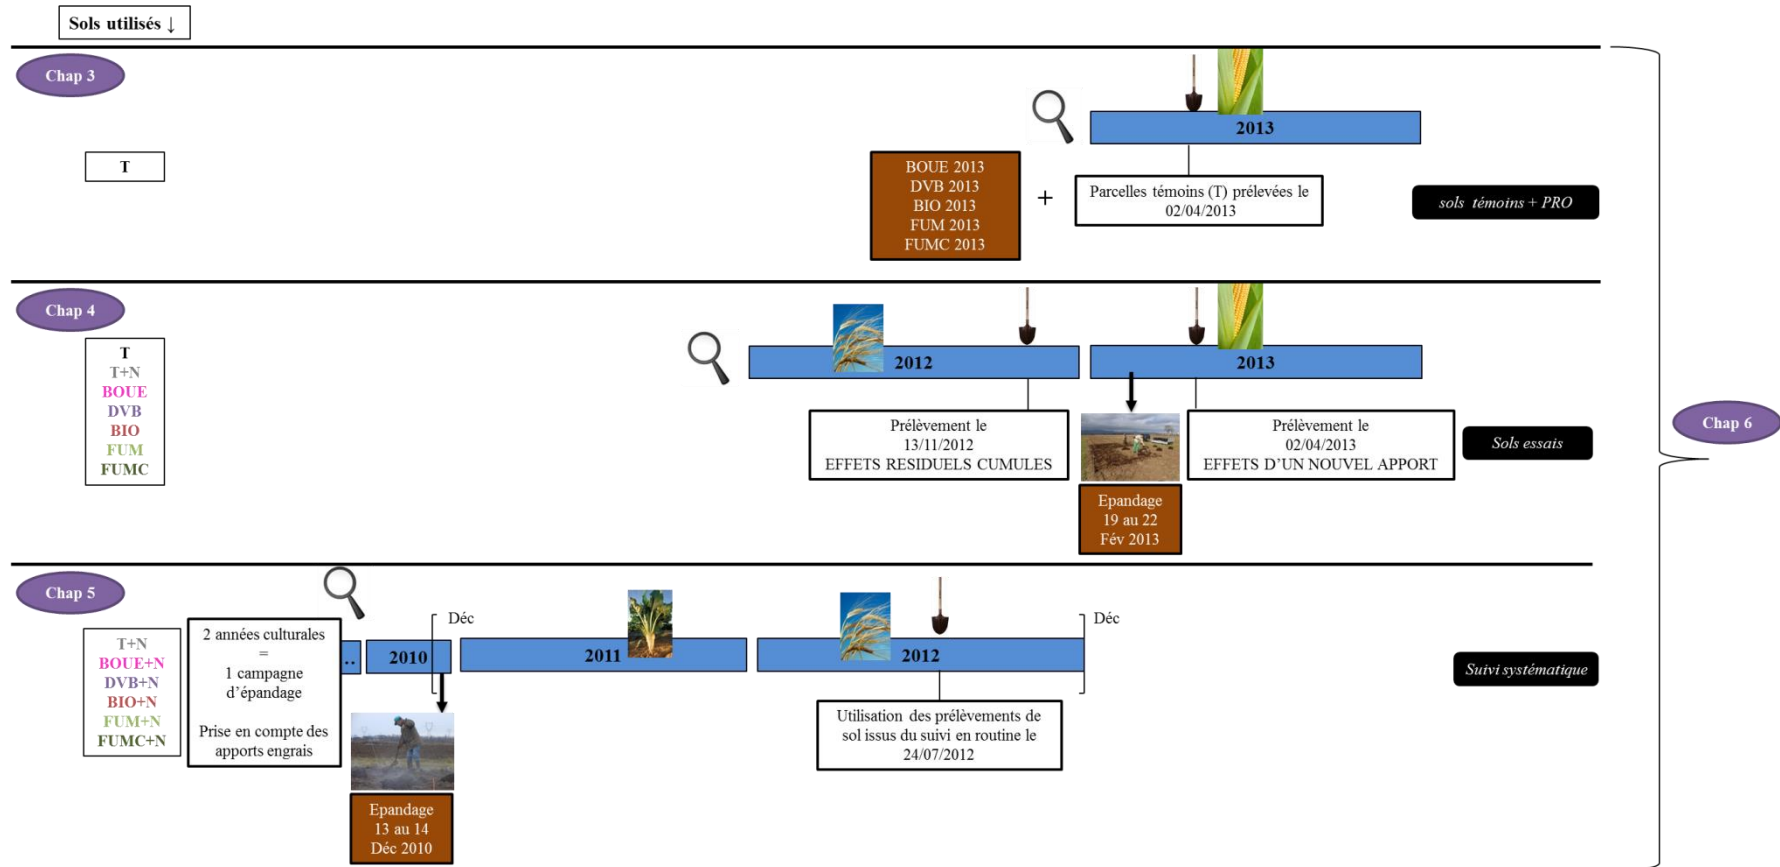 Sols utilisés ↓
Chap 3
T
2013
BOUE 2013
DVB 2013
BIO 2013
FUM 2013
FUMC 2013
+
Parcelles témoins (T) prélevées le
02/04/2013
sols témoins + PRO
Chap 4
T
T+N
BOUE
DVB
BIO
FUM
FUMC
2012
2013
Prélèvement le
13/11/2012
EFFETS RESIDUELS CUMULES
Epandage
19 au 22
Fév 2013
Prélèvement le
02/04/2013
EFFETS D'UN NOUVEL APPORT
Sols essais
Chap 6
Chap 5
T+N
BOUE+N
DVB+N
BIO+N
FUM+N
FUMC+N
2 années culturales
=
1 campagne
d'épandage
Prise en compte des
apports engrais
..
2010
Déc
2011
2012
Déc
Epandage
13 au 14
Déc 2010
Utilisation des prélèvements de
sol issus du suivi en routine le
24/07/2012
Suivi systématique